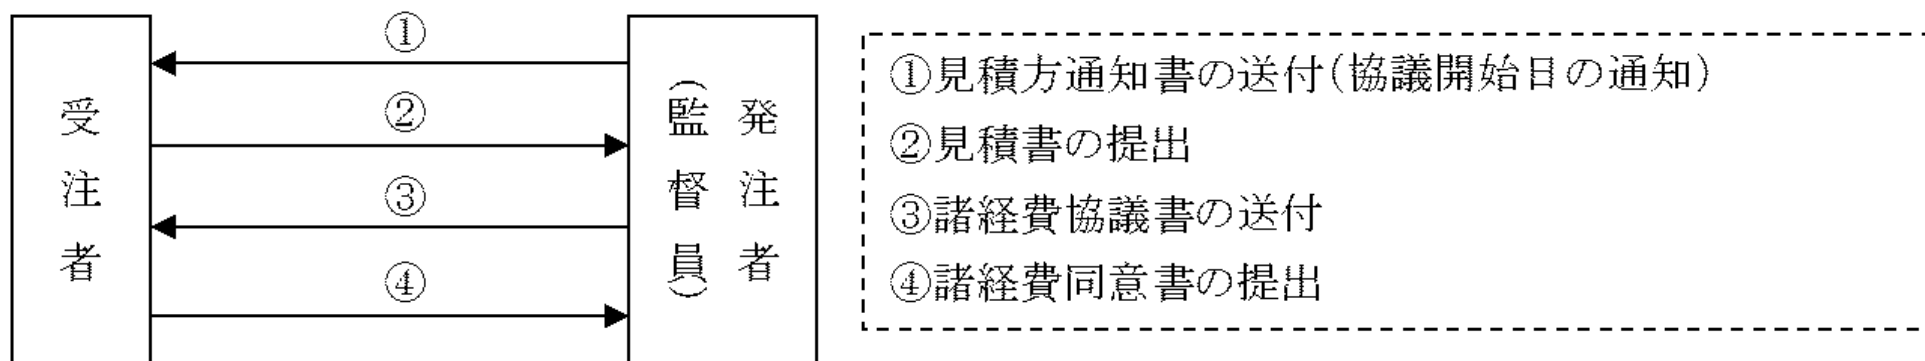 受注者
①
②
③
④
発注者
（監督員）
①見積方通知書の送付（協議開始日の通知）
②見積書の提出
③諸経費協議書の送付
④諸経費同意書の提出